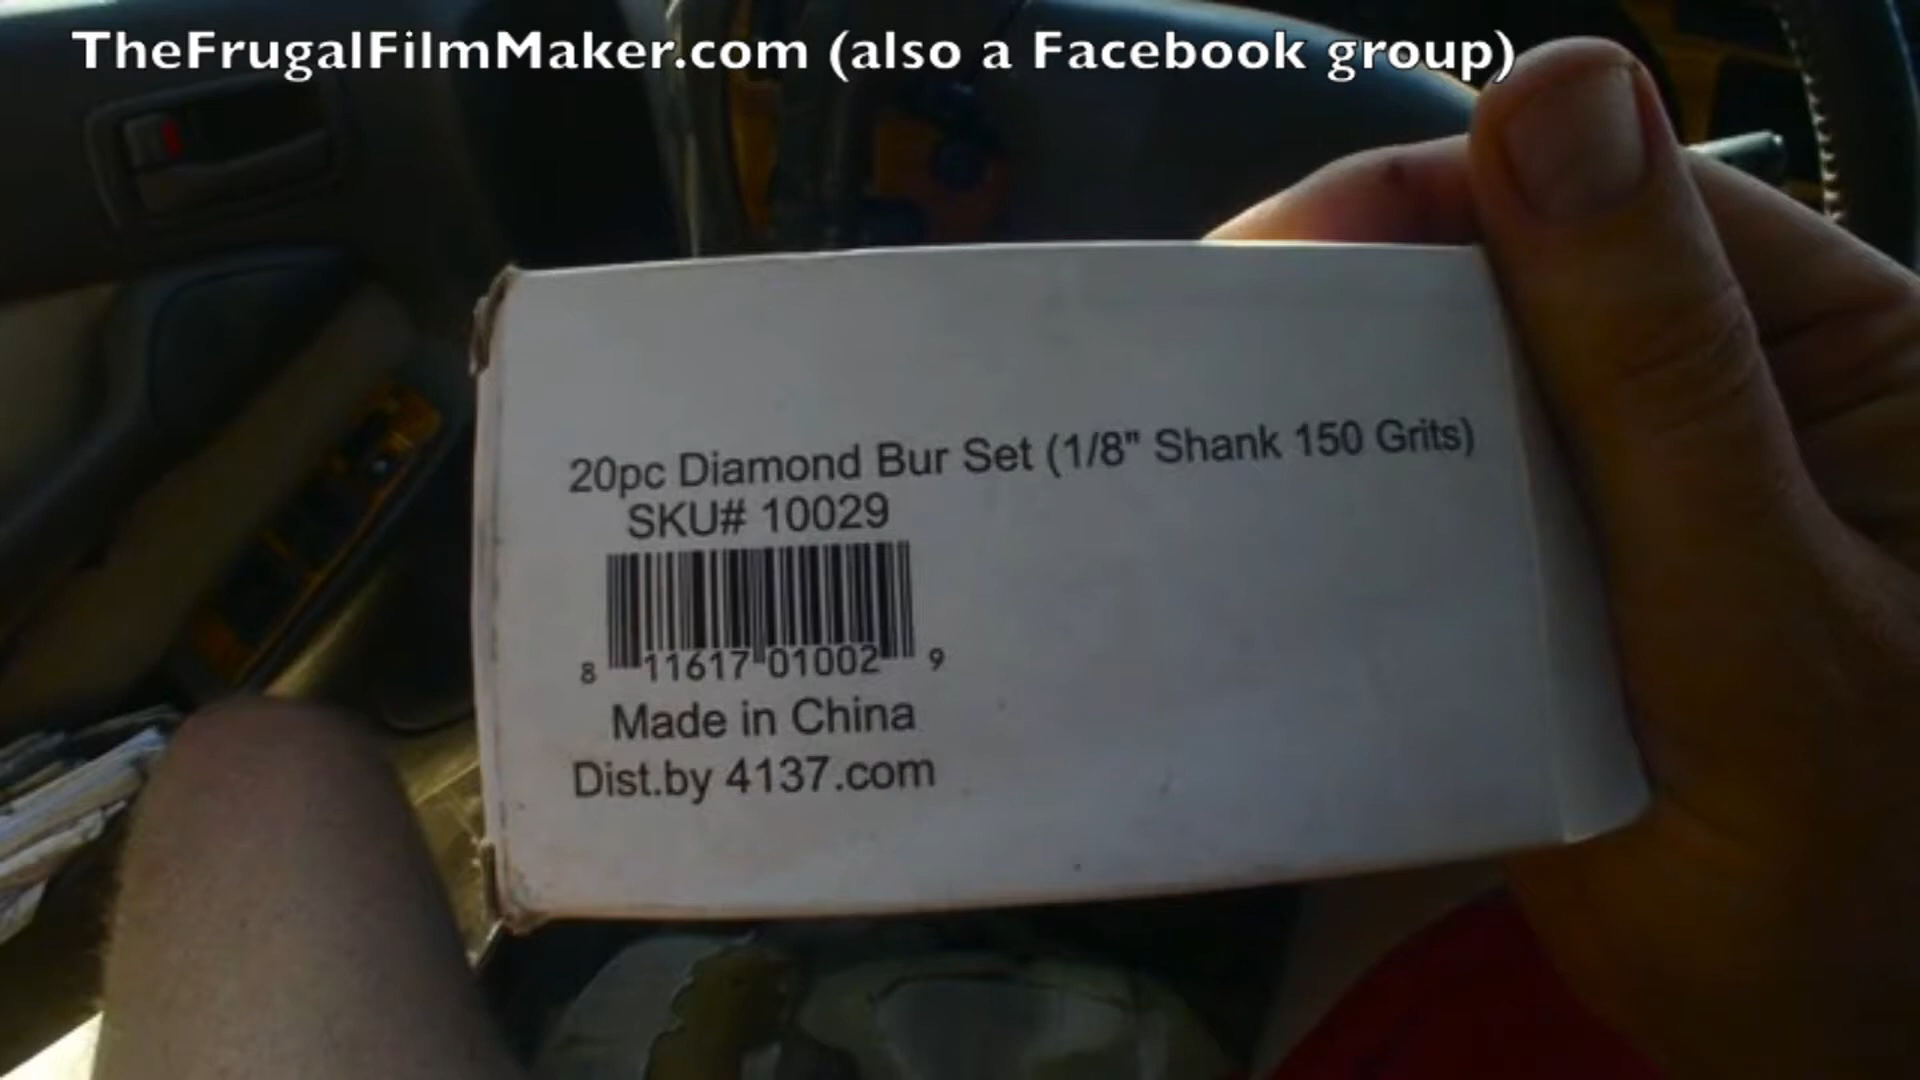 TheFrugalFilmMaker.com (also a Facebook group)
20pc Diamond Bur Set (1/8" Shank 150 Grits)
SKU# 10029
8 11617 01002 9
Made in China
Dist.by 4137.com